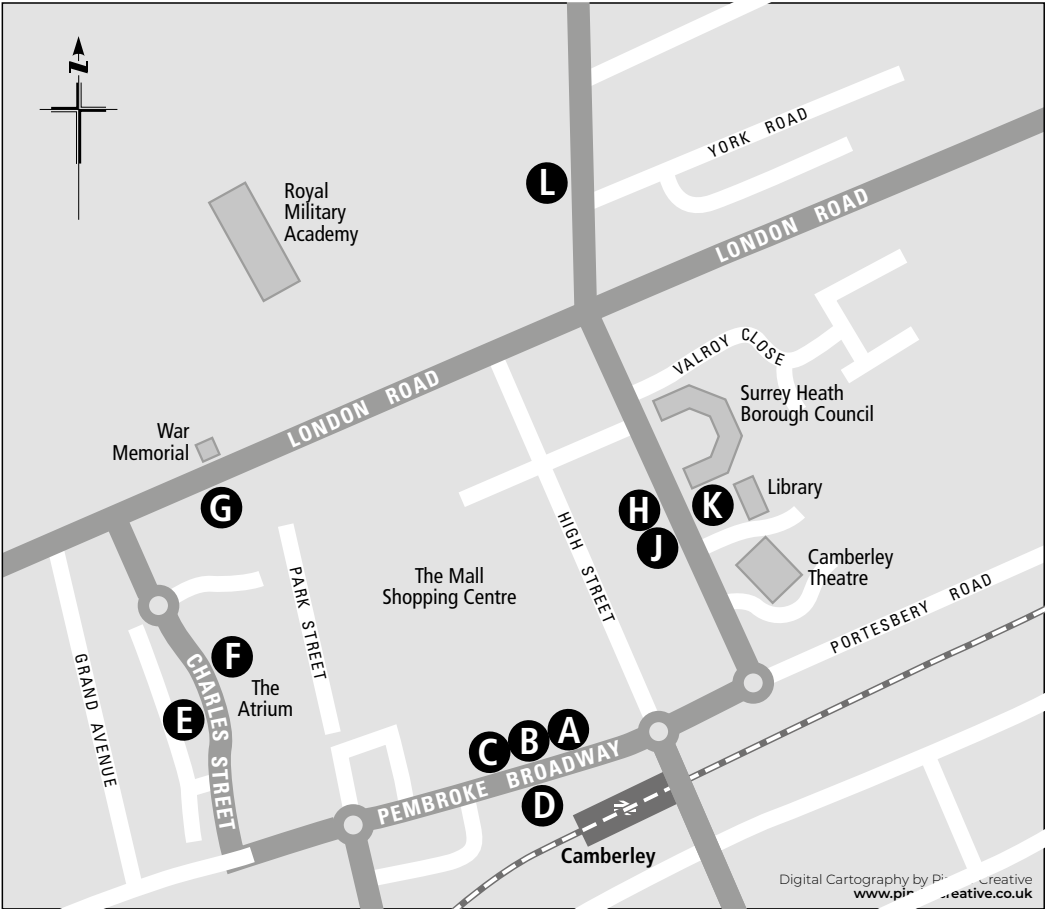 N
L
YORK ROAD
LONDON ROAD
Royal
Military
Academy
VALROY CLOSE
Surrey Heath
Borough Council
LONDON ROAD
War
Memorial
G
H
K
Library
J
HIGH STREET
Camberley
Theatre
The Mall
Shopping Centre
PARK STREET
PORTESBERY ROAD
GRAND AVENUE
CHARLES STREET
F
The
Atrium
E
A
B
C
PEMBROKE BROADWAY
D
Camberley
Digital Cartography by Creative